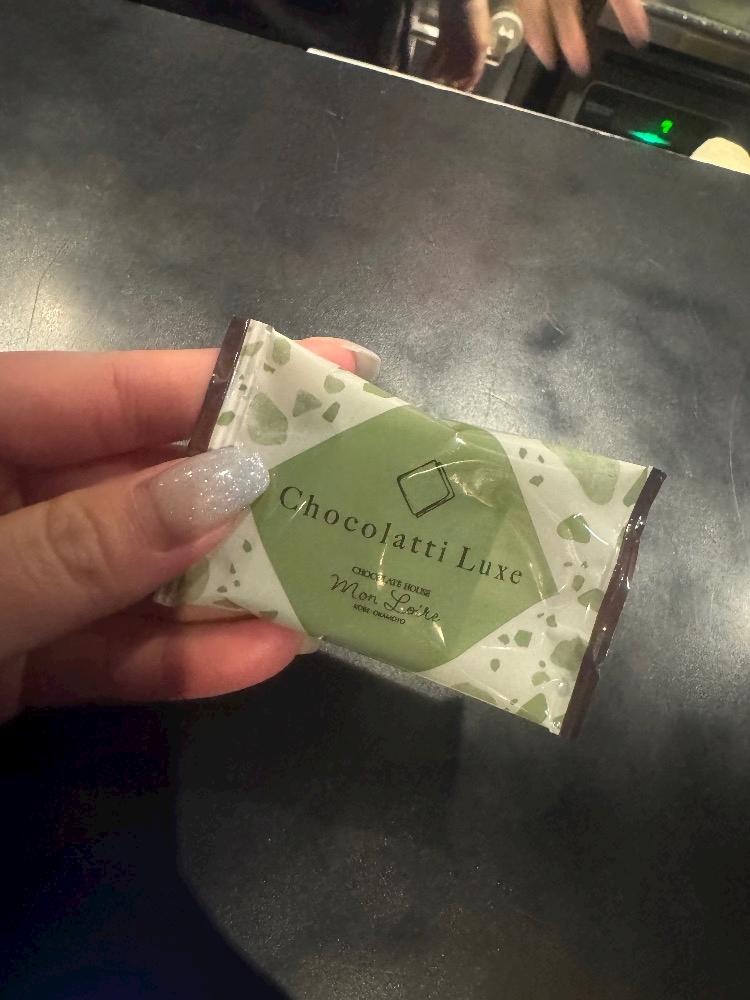 Chocolatti Luxe
CHOCOLATE HOUSE
Mon Loire
KOBE OKAMOTO